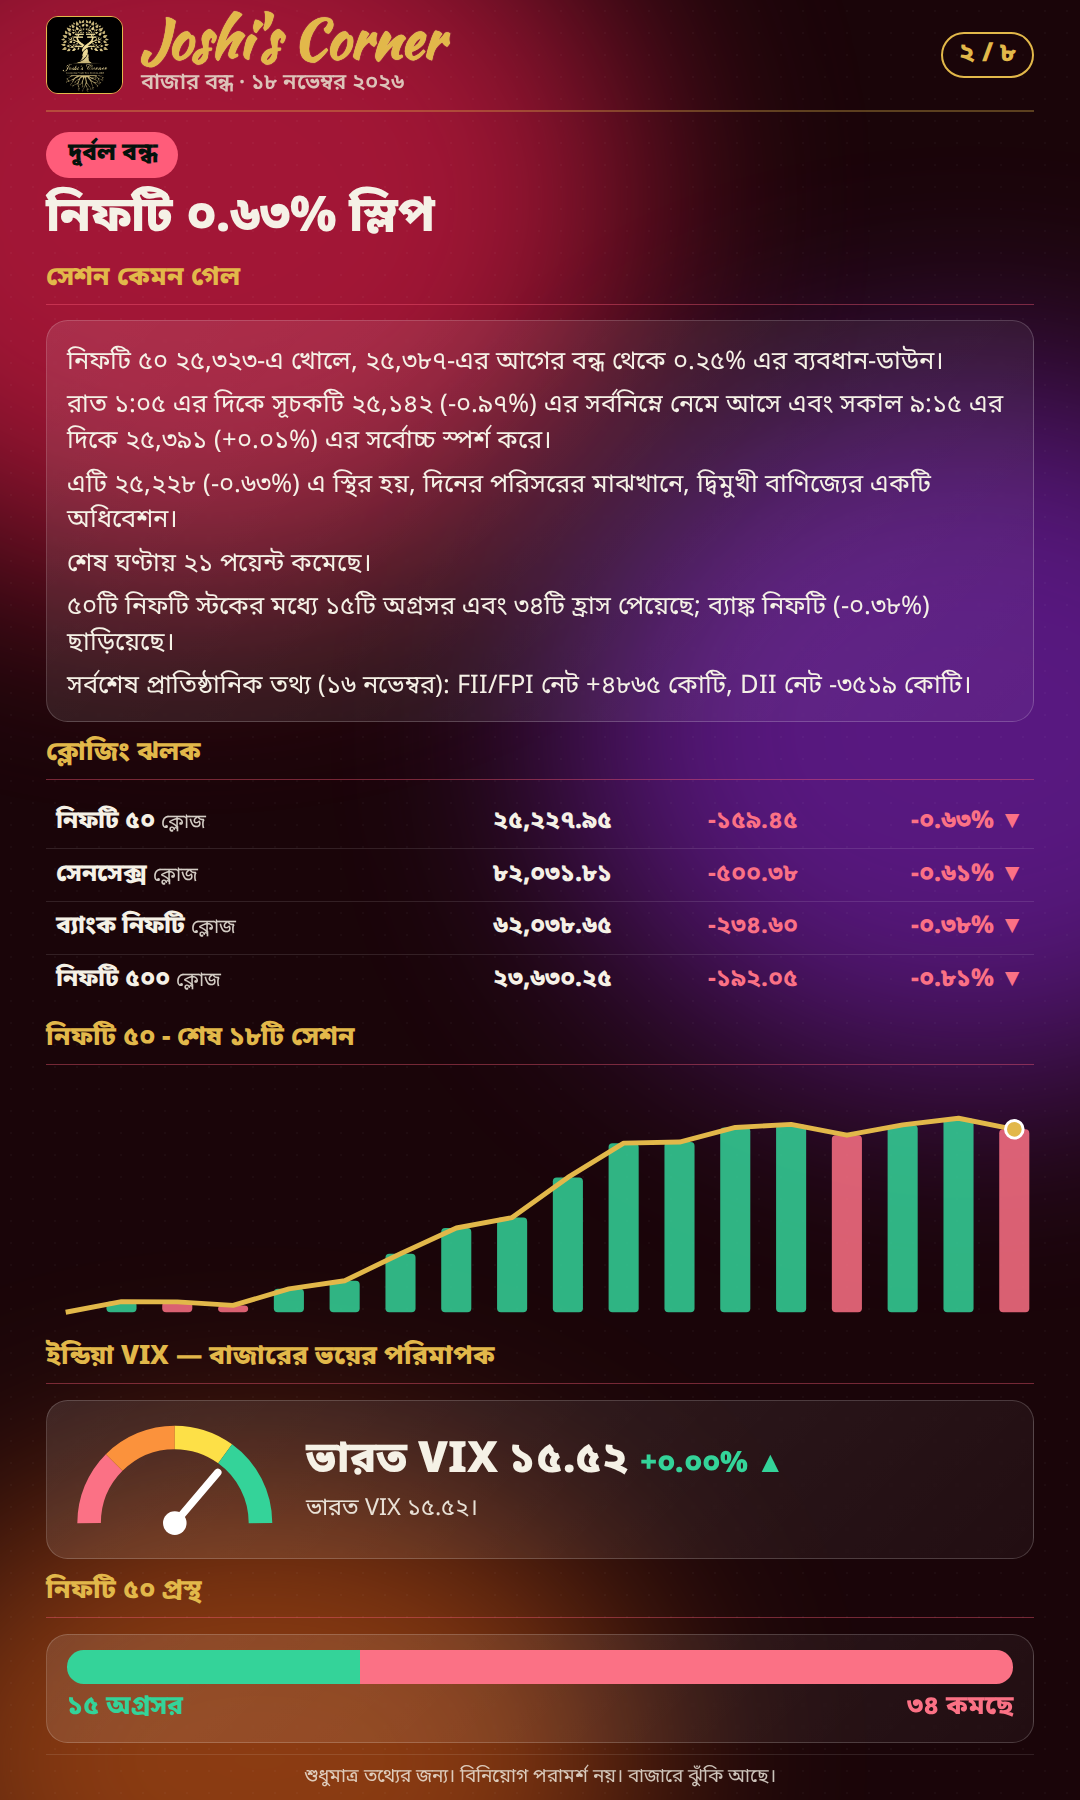 Joshi's Corner
Joshi's Corner
বাজার বন্ধ · ১৮ নভেম্বর ২০২৬
২ / ৮
দুর্বল বন্ধ
নিফটি ০.৬৩% স্লিপ
সেশন কেমন গেল
নিফটি ৫০ ২৫,৩২৩-এ খোলে, ২৫,৩৮৭-এর আগের বন্ধ থেকে ০.২৫% এর ব্যবধান-ডাউন।
রাত ১:০৫ এর দিকে সূচকটি ২৫,১৪২ (-০.৯৭%) এর সর্বনিম্নে নেমে আসে এবং সকাল ৯:১৫ এর
দিকে ২৫,৩৯১ (+০.০১%) এর সর্বোচ্চ স্পর্শ করে।
এটি ২৫,২২৮ (-০.৬৩%) এ স্থির হয়, দিনের পরিসরের মাঝখানে, দ্বিমুখী বাণিজ্যের একটি
অধিবেশন।
শেষ ঘণ্টায় ২১ পয়েন্ট কমেছে।
৫০টি নিফটি স্টকের মধ্যে ১৫টি অগ্রসর এবং ৩৪টি হ্রাস পেয়েছে; ব্যাঙ্ক নিফটি (-০.৩৮%)
ছাড়িয়েছে।
সর্বশেষ প্রাতিষ্ঠানিক তথ্য (১৬ নভেম্বর): FII/FPI নেট +৪৮৬৫ কোটি, DII নেট -৩৫১৯ কোটি।
ক্লোজিং ঝলক
নিফটি ৫০ ক্লোজ ২৫,২২৭.৯৫ -১৫৯.৪৫ -০.৬৩% ▼
সেনসেক্স ক্লোজ ৮২,০৩১.৮১ -৫০০.৩৮ -০.৬১% ▼
ব্যাংক নিফটি ক্লোজ ৬২,০৩৮.৬৫ -২৩৪.৬০ -০.৩৮% ▼
নিফটি ৫০০ ক্লোজ ২৩,৬৩০.২৫ -১৯২.০৫ -০.৮১% ▼
নিফটি ৫০ - শেষ ১৮টি সেশন
ইন্ডিয়া VIX — বাজারের ভয়ের পরিমাপক
ভারত VIX ১৫.৫২ +০.০০% ▲
ভারত VIX ১৫.৫২।
নিফটি ৫০ প্রস্থ
১৫ অগ্রসর
৩৪ কমছে
শুধুমাত্র তথ্যের জন্য। বিনিয়োগ পরামর্শ নয়। বাজারে ঝুঁকি আছে।